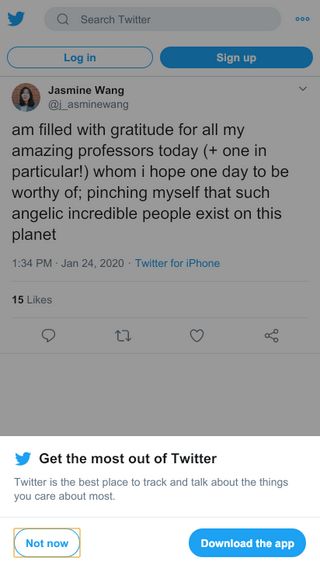 Search Twitter
Log in
Sign up
Jasmine Wang
@j_asminewang
am filled with gratitude for all my
amazing professors today (+ one in
particular!) whom i hope one day to be
worthy of; pinching myself that such
angelic incredible people exist on this
planet
1:34 PM · Jan 24, 2020 · Twitter for iPhone
15 Likes
Get the most out of Twitter
Twitter is the best place to track and talk about the things
you care about most.
Not now
Download the app